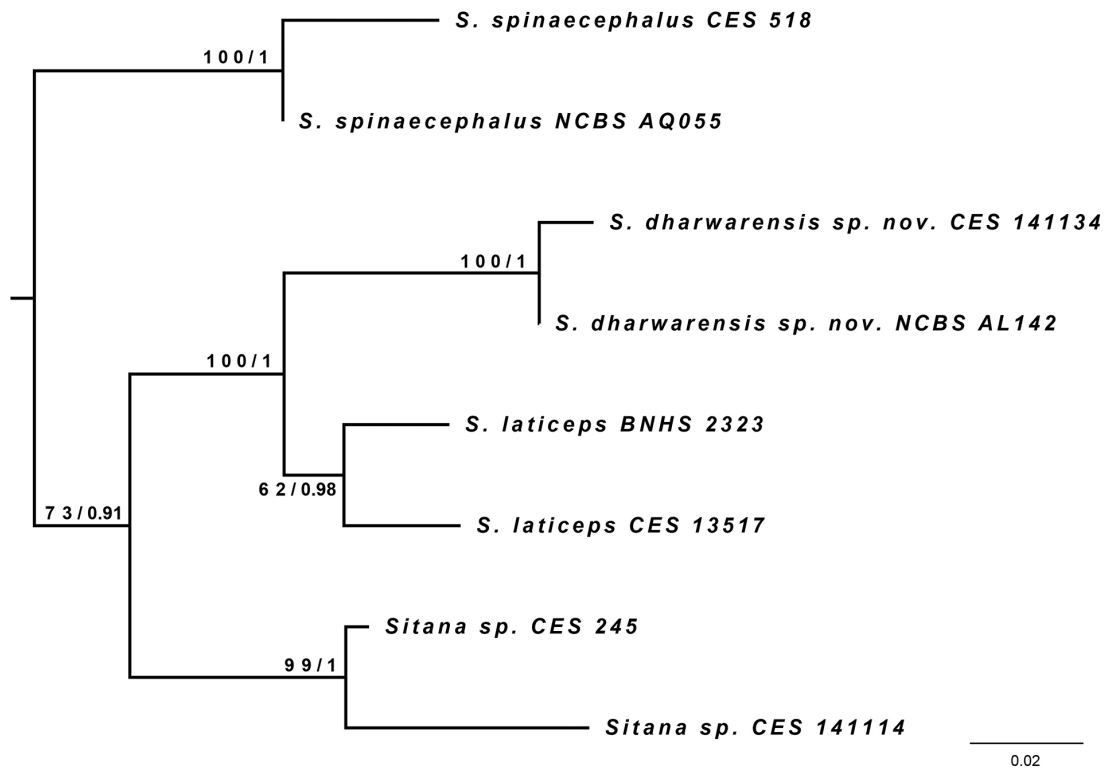 S. spinaecephalus CES 518
100/1
S. spinaecephalus NCBS AQ055
S. dharwarensis sp. nov. CES 141134
100/1
S. dharwarensis sp. nov. NCBS AL142
100/1
S. laticeps BNHS 2323
62/0.98
73/0.91
S. laticeps CES 13517
Sitana sp. CES 245
99/1
Sitana sp. CES 141114
0.02